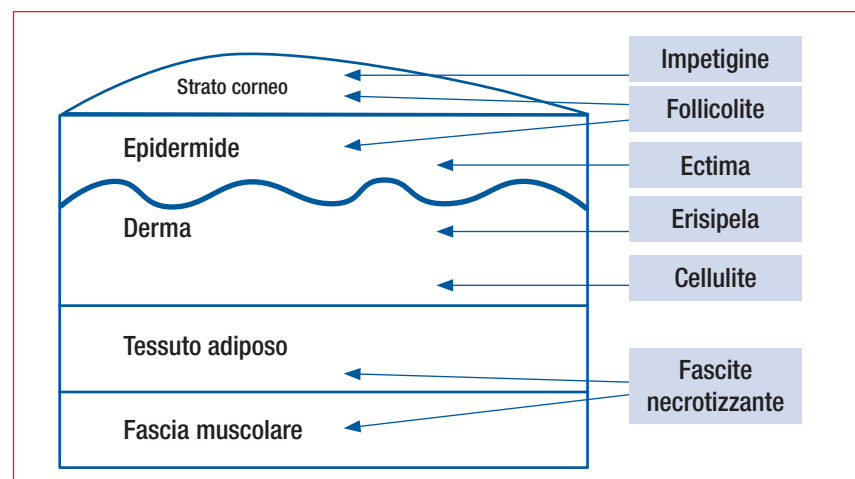 Strato corneo
Epidermide
Derma
Tessuto adiposo
Fascia muscolare
Impetigine
Follicolite
Ectima
Erisipela
Cellulite
Fascite
necrotizzante